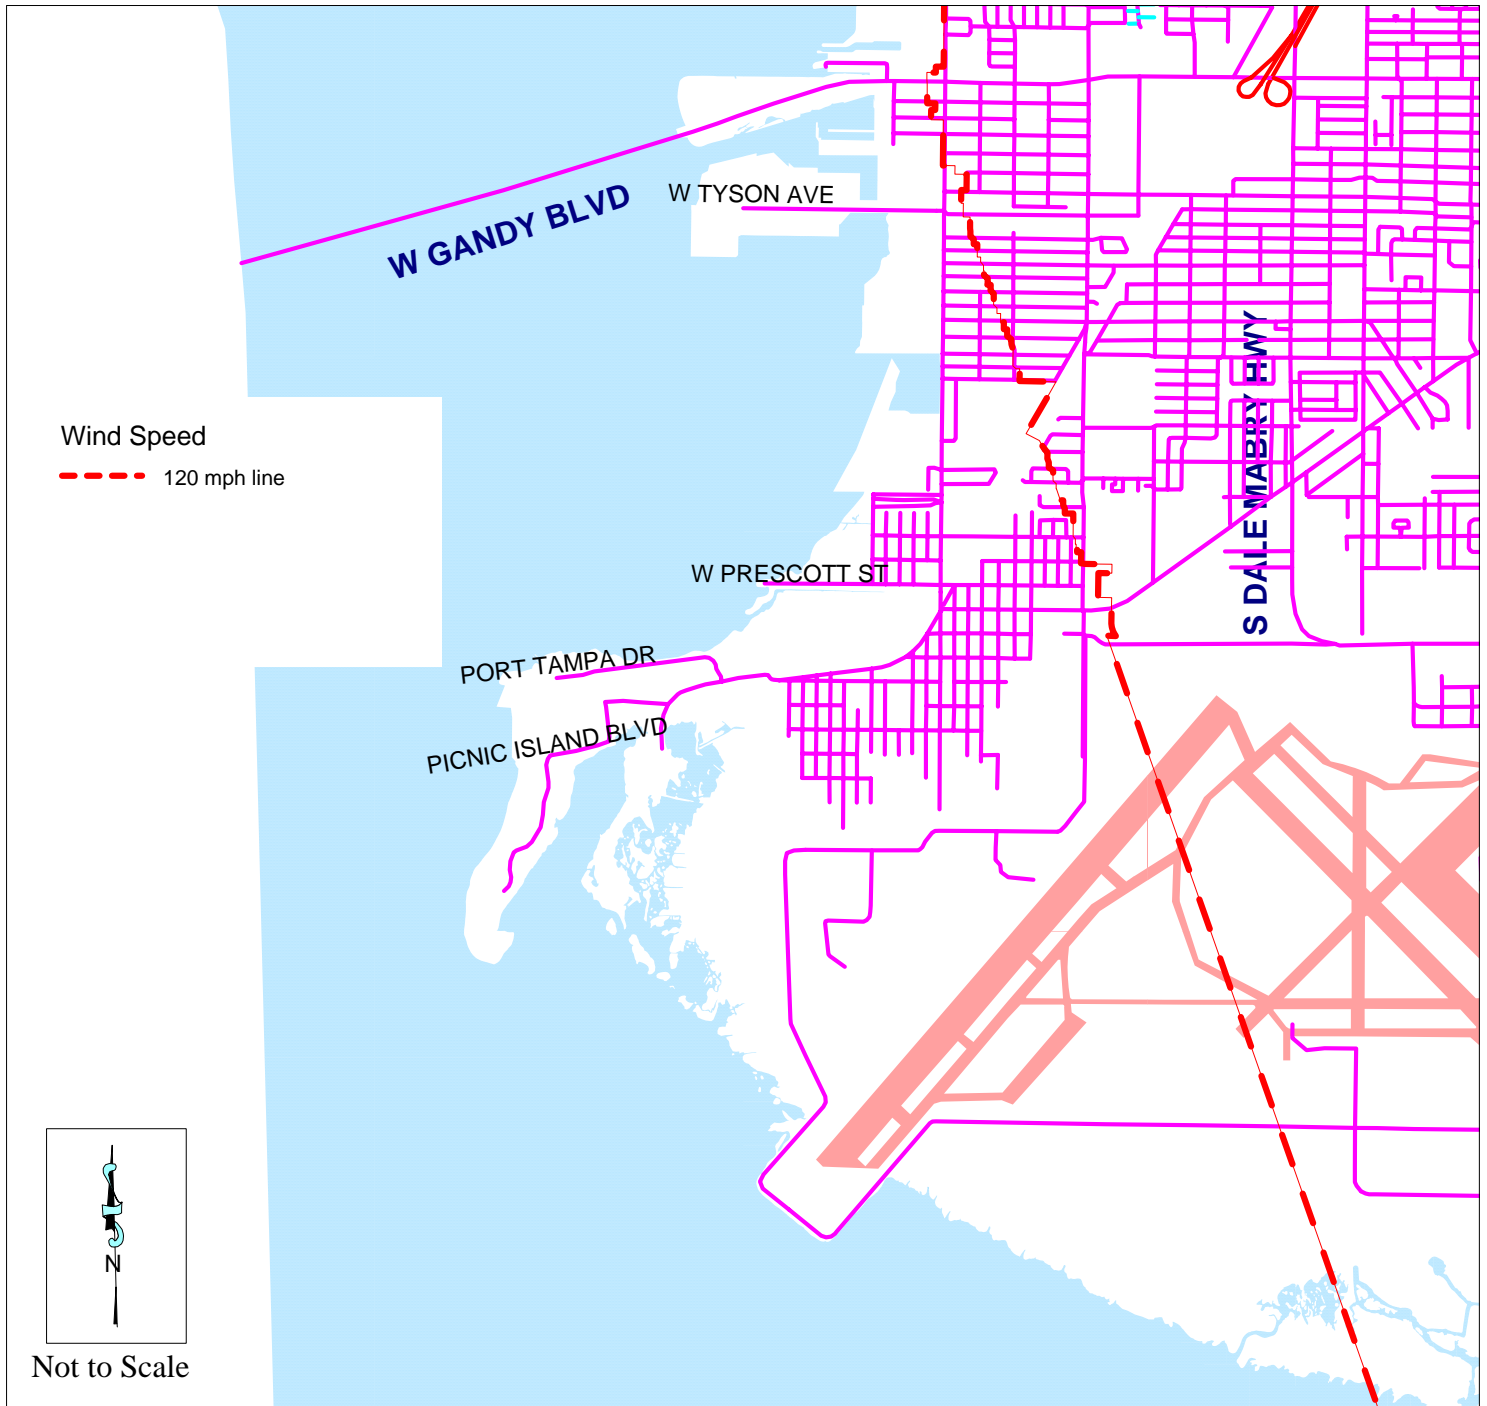 W TYSON AVE
W GANDY BLVD
S DALE MABRY HWY
Wind Speed
120 mph line
W PRESCOTT ST
PORT TAMPA DR
PICNIC ISLAND BLVD
N
Not to Scale